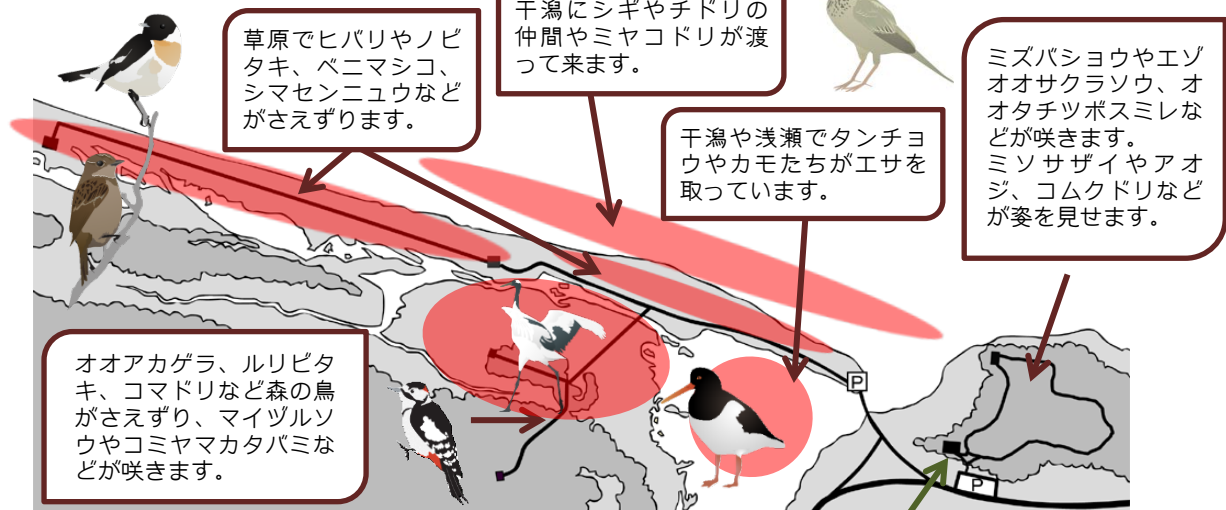 草原でヒバリやノビ
タキ、ベニマシコ、
シマセンニュウなど
がさえずります。
干潟にシギやチドリの
仲間やミヤコドリが渡
って来ます。
干潟や浅瀬でタンチョ
ウやカモたちがエサを
取っています。
ミズバショウやエゾ
オオサクラソウ、オ
オタチツボスミレな
どが咲きます。
ミソサザイやアオ
ジ、コムクドリなど
が姿を見せます。
オオアカゲラ、ルリビタ
キ、コマドリなど森の鳥
がさえずり、マイヅルソ
ウやコミヤマカタバミな
どが咲きます。
P
P